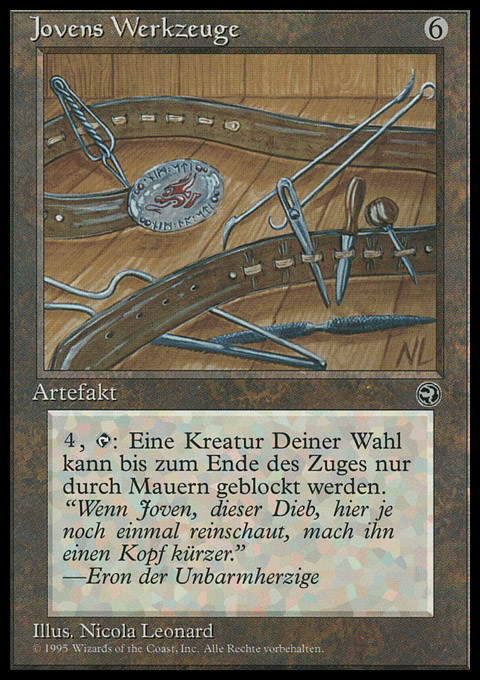 Jovens Werkzeuge 6
NL
Artefakt
4, : Eine Kreatur Deiner Wahl
kann bis zum Ende des Zuges nur
durch Mauern geblockt werden.
“Wenn Joven, dieser Dieb, hier je
noch einmal reinschaut, mach ihn
einen Kopf kürzer.”
—Eron der Unbarmherzige
Illus. Nicola Leonard
© 1995 Wizards of the Coast, Inc. Alle Rechte vorbehalten.